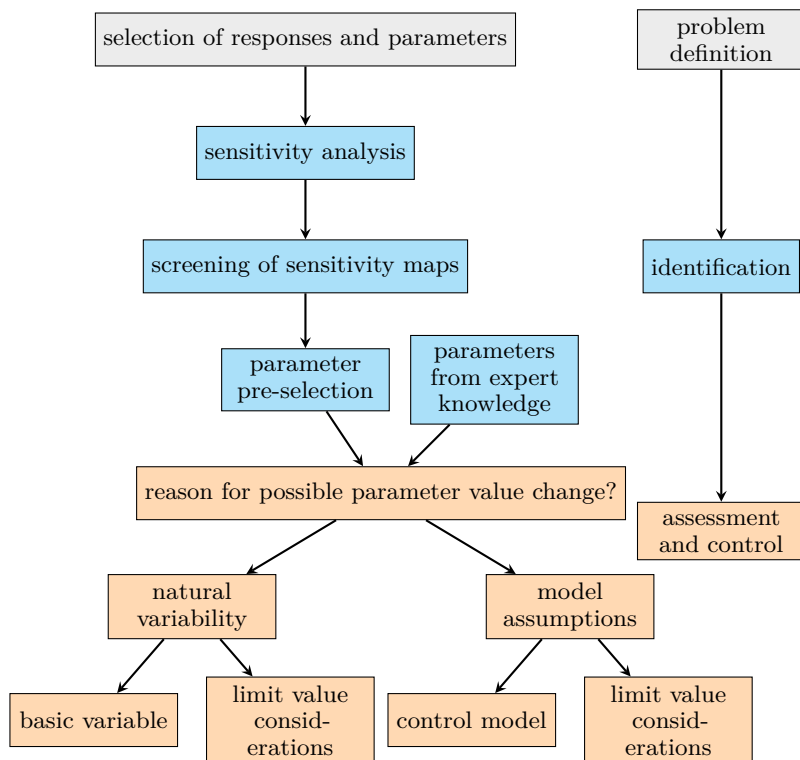 selection of responses and parameters
problem
definition
sensitivity analysis
screening of sensitivity maps
identification
parameter
pre-selection
parameters
from expert
knowledge
reason for possible parameter value change?
assessment
and control
natural
variability
model
assumptions
basic variable
limit value
consid-
erations
control model
limit value
consid-
erations